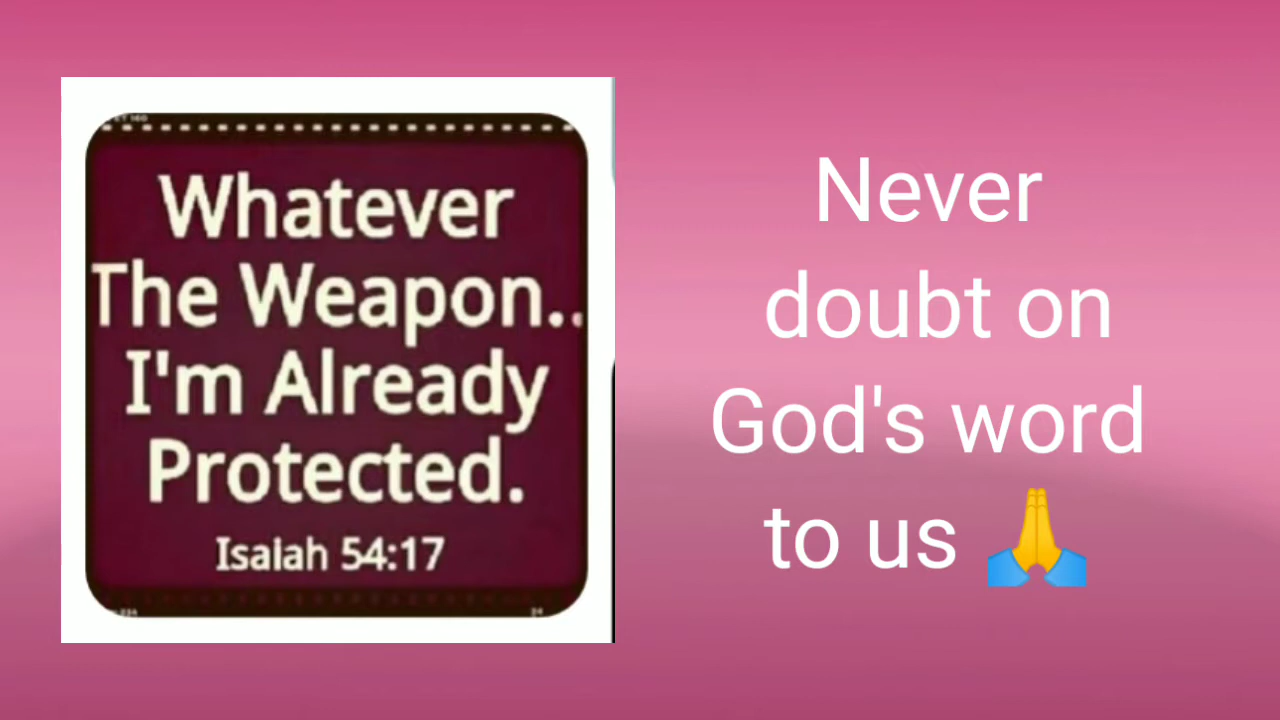 Whatever
The Weapon..
I'm Already
Protected.
Isaiah 54:17
Never
doubt on
God's word
to us 🙏